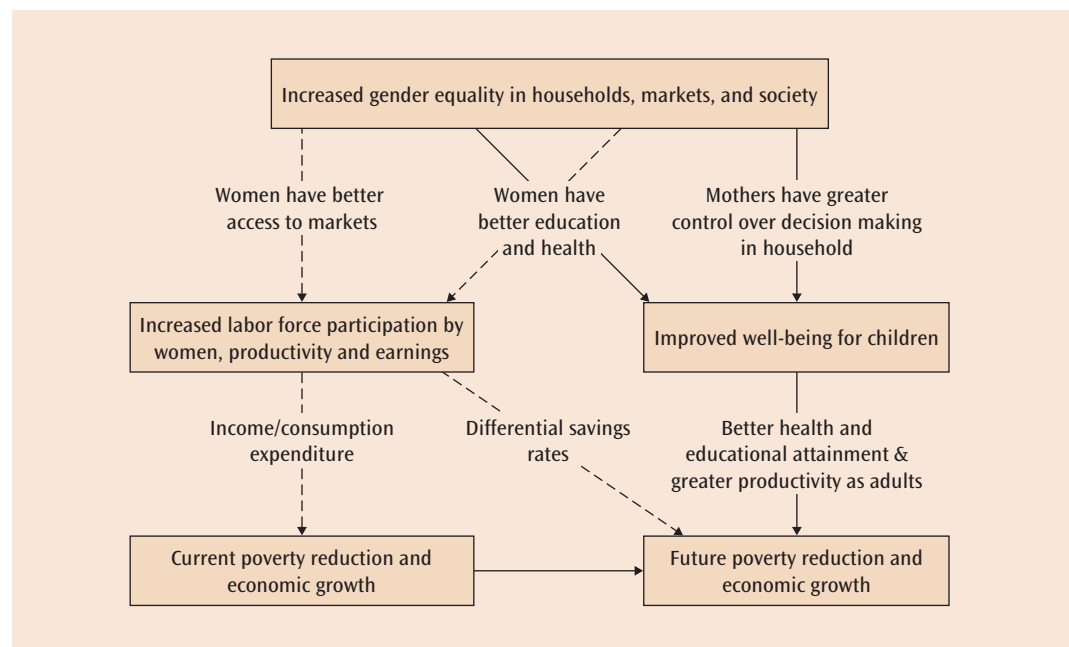 Increased gender equality in households, markets, and society
Women have better
access to markets
Women have
better education
and health
Mothers have greater
control over decision making
in household
Increased labor force participation by
women, productivity and earnings
Improved well-being for children
Income/consumption
expenditure
Differential savings
rates
Better health and
educational attainment &
greater productivity as adults
Current poverty reduction and
economic growth
Future poverty reduction and
economic growth